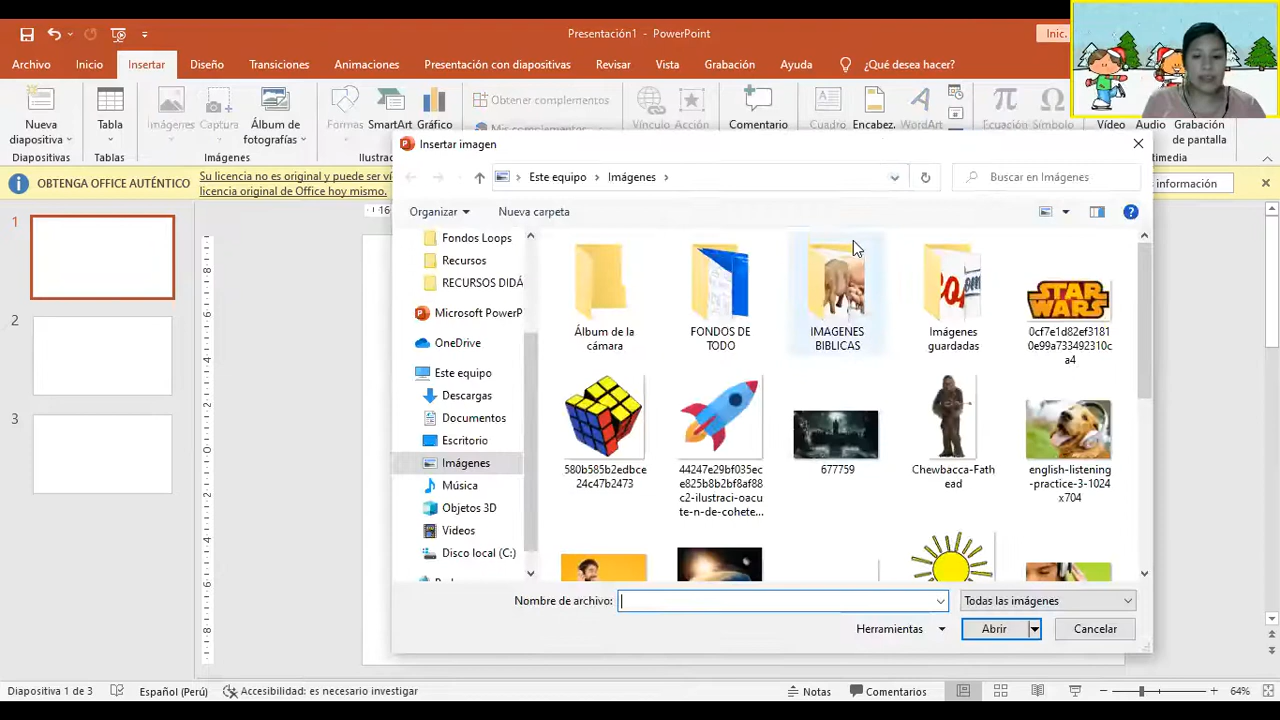 Presentación1 - PowerPoint
Inic.
Archivo
Inicio
Insertar
Diseño
Transiciones
Animaciones
Presentación con diapositivas
Revisar
Vista
Grabación
Ayuda
¿Qué desea hacer?
Nueva
diapositiva
Diapositivas
Tabla
Tablas
Imágenes
Captura
Álbum de
fotografías
Imágenes
Formas
SmartArt
Gráfico
Ilustrac
Obtener complementos
Mis complementos
Vínculo
Acción
Comentario
Cuadro
Encabez.
WordArt
Ecuación
Símbolo
Vídeo
Audio
Grabación
de pantalla
OBTENGA OFFICE AUTÉNTICO
Su licencia no es original y puede ser ví
licencia original de Office hoy mismo.
información
1
2
3
16
Insertar imagen
Este equipo
Imágenes
Buscar en Imágenes
Organizar
Nueva carpeta
Fondos Loops
Recursos
RECURSOS DIDÁ
Microsoft PowerP
OneDrive
Este equipo
Descargas
Documentos
Escritorio
Imágenes
Música
Objetos 3D
Videos
Disco local (C:)
Álbum de la
cámara
FONDOS DE
TODO
IMAGENES
BIBLICAS
Imágenes
guardadas
STAR
WARS
0cf7e1d82ef3181
0e99a733492310c
a4
580b585b2edbce
24c47b2473
44247e29bf035ec
e825b8b2bf8af88
c2-ilustraci-oacu
te-n-de-cohete...
677759
Chewbacca-Fath
ead
english-listening
-practice-3-1024
x704
Nombre de archivo:
Todas las imágenes
Herramientas
Abrir
Cancelar
Diapositiva 1 de 3
Español (Perú)
Accesibilidad: es necesario investigar
Notas
Comentarios
64%